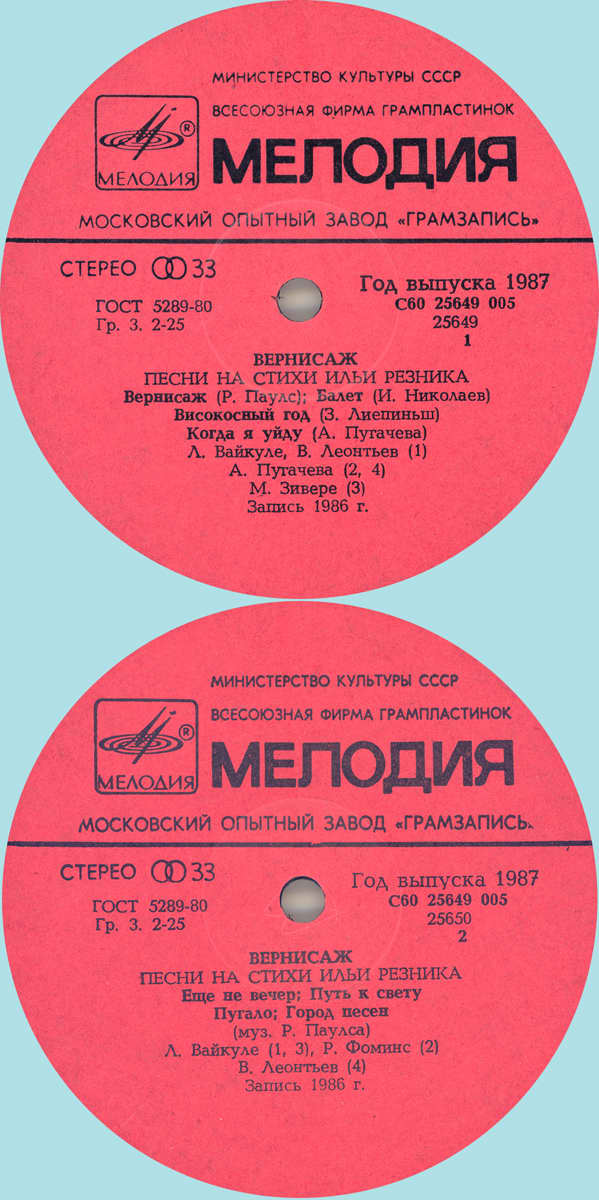 МИНИСТЕРСТВО КУЛЬТУРЫ СССР
ВСЕСОЮЗНАЯ ФИРМА ГРАМПЛАСТИНОК
® МЕЛОДИЯ
МЕЛОДИЯ
МОСКОВСКИЙ ОПЫТНЫЙ ЗАВОД «ГРАМЗАПИСЬ»
СТЕРЕО 33
Год выпуска 1987
ГОСТ 5289-80
С60 25649 005
Гр. 3. 2-25
25649
1
ВЕРНИСАЖ
ПЕСНИ НА СТИХИ ИЛЬИ РЕЗНИКА
Вернисаж (Р. Паулс); Балет (И. Николаев)
Високосный год (З. Лиепиньш)
Когда я уйду (А. Пугачева)
Л. Вайкуле, В. Леонтьев (1)
А. Пугачева (2, 4)
М. Зивере (3)
Запись 1986 г.
МИНИСТЕРСТВО КУЛЬТУРЫ СССР
ВСЕСОЮЗНАЯ ФИРМА ГРАМПЛАСТИНОК
® МЕЛОДИЯ
МЕЛОДИЯ
МОСКОВСКИЙ ОПЫТНЫЙ ЗАВОД «ГРАМЗАПИСЬ»
СТЕРЕО 33
Год выпуска 1987
ГОСТ 5289-80
С60 25649 005
Гр. 3. 2-25
25650
2
ВЕРНИСАЖ
ПЕСНИ НА СТИХИ ИЛЬИ РЕЗНИКА
Еще не вечер; Путь к свету
Пугало; Город песен
(муз. Р. Паулса)
Л. Вайкуле (1, 3), Р. Фоминс (2)
В. Леонтьев (4)
Запись 1986 г.